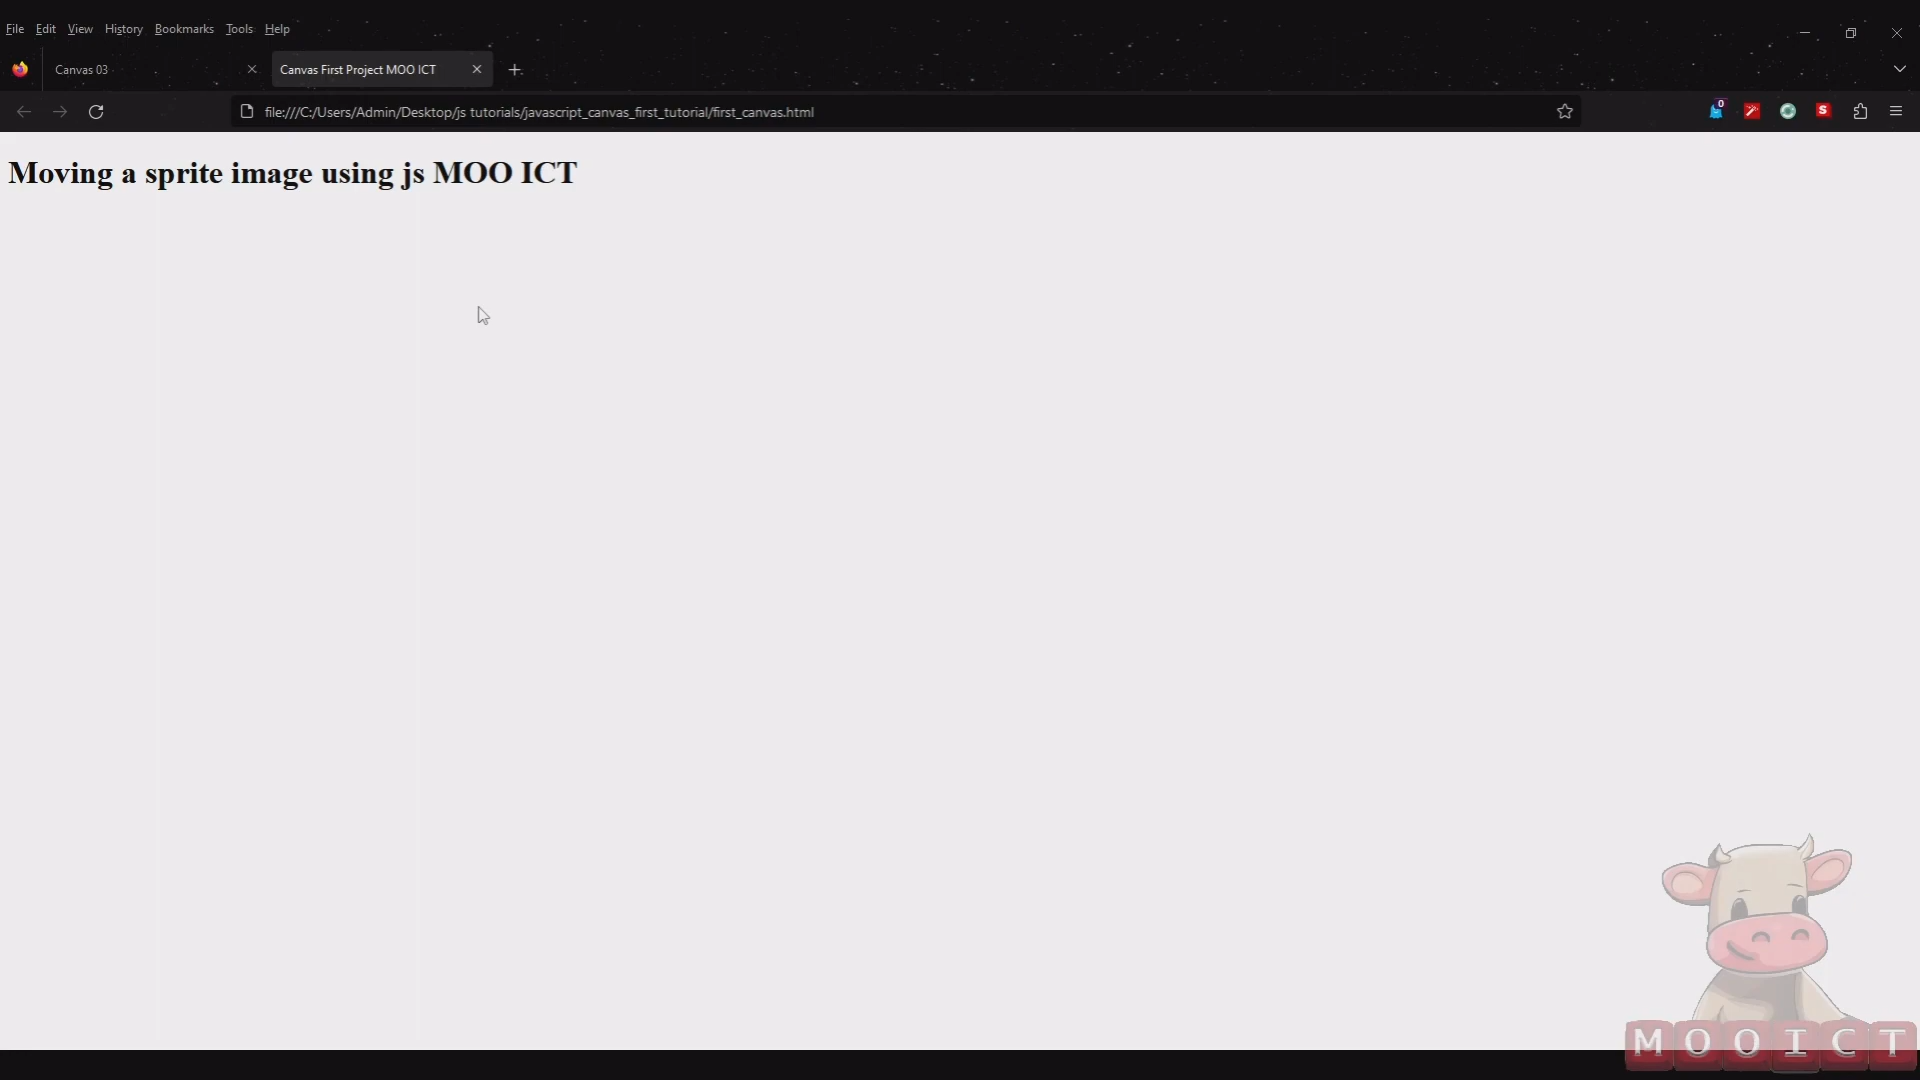 File Edit View History Bookmarks Tools Help
Canvas 03
Canvas First Project MOO ICT
file:///C:/Users/Admin/Desktop/js tutorials/javascript_canvas_first_tutorial/first_canvas.html
0
S
Moving a sprite image using js MOO ICT
MOOICT